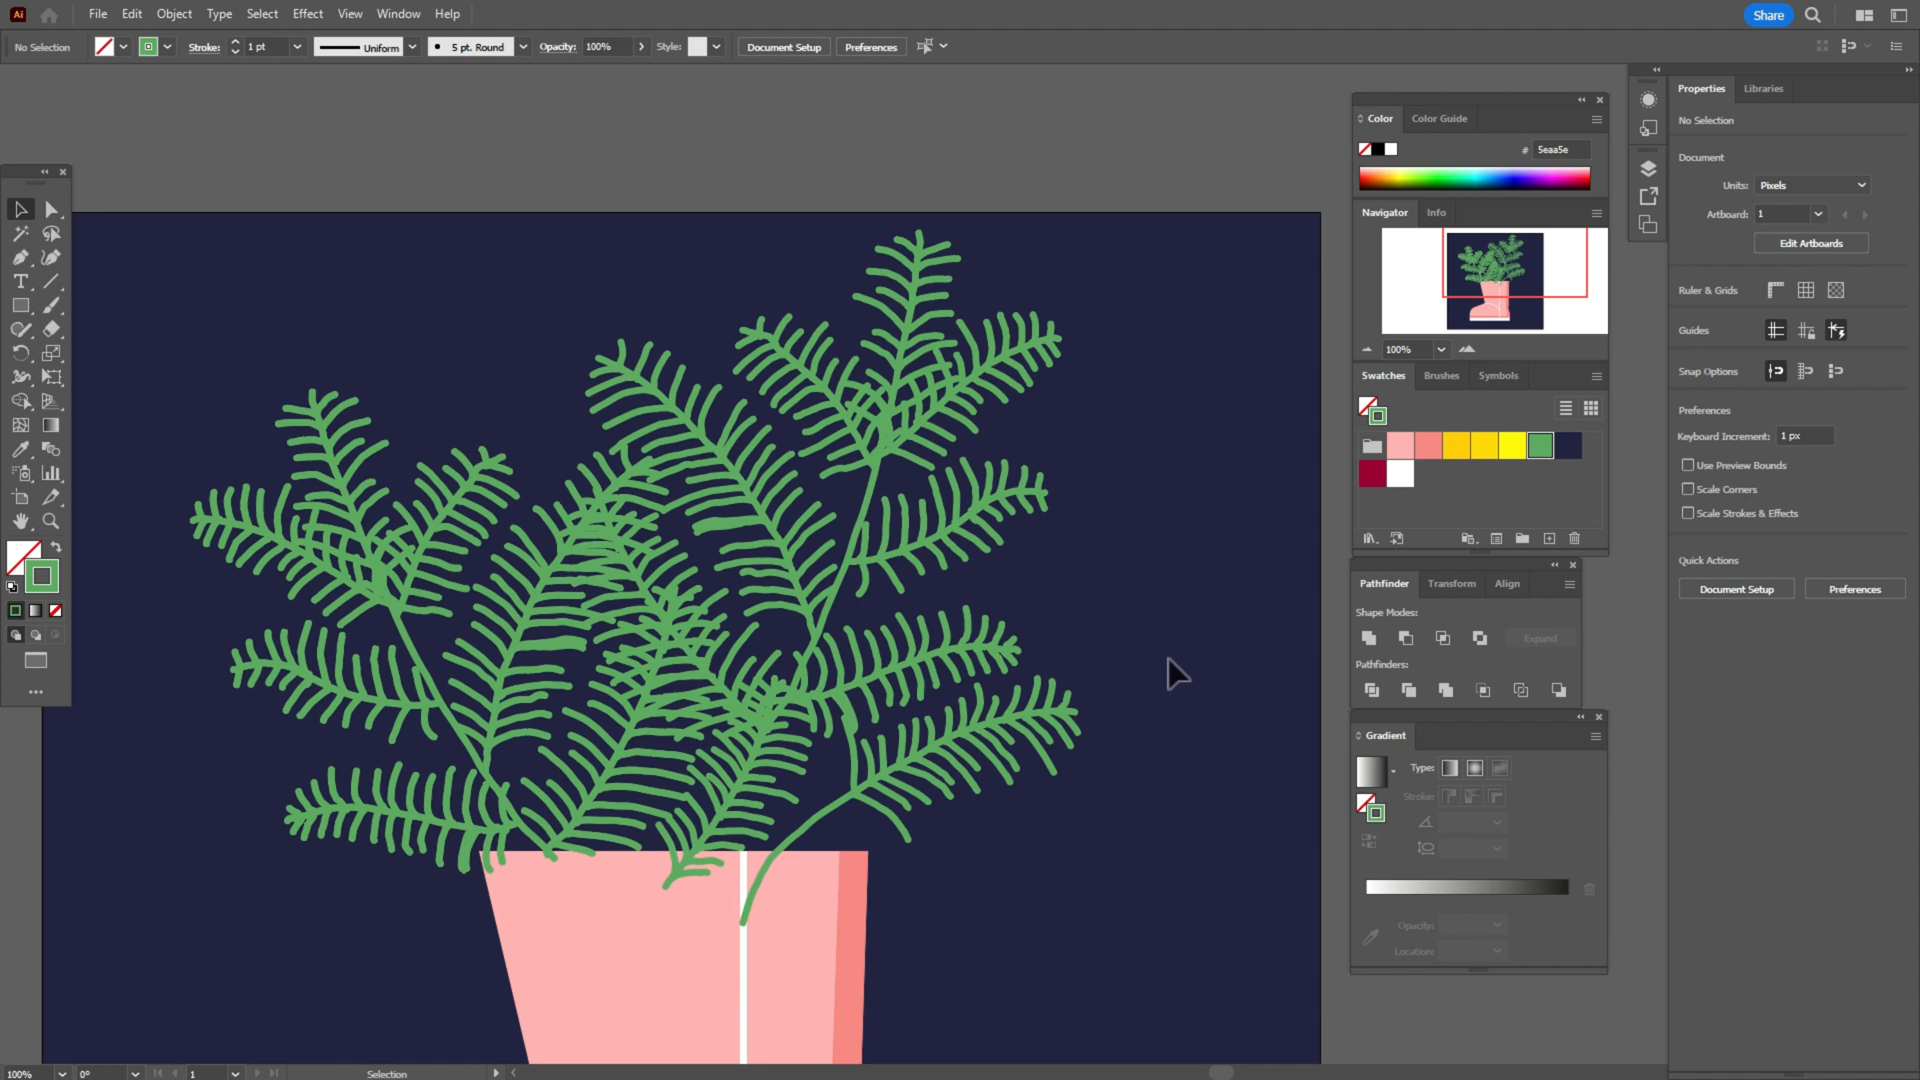 Ai File Edit Object Type Select Effect View Window Help Share
No Selection Stroke: 1 pt Uniform 5 pt. Round Opacity: 100% Style: Document Setup Preferences
Properties Libraries
No Selection
Document
Units: Pixels
Artboard: 1
Edit Artboards
Ruler & Grids
Guides
Snap Options
Preferences
Keyboard Increment: 1 px
Use Preview Bounds
Scale Corners
Scale Strokes & Effects
Quick Actions
Document Setup Preferences
Color Color Guide
# 5eaa5e
Navigator Info
100%
Swatches Brushes Symbols
Pathfinder Transform Align
Shape Modes:
Expand
Pathfinders:
Gradient
Type:
Stroke:
Opacity:
Location:
100% 0° 1 Selection